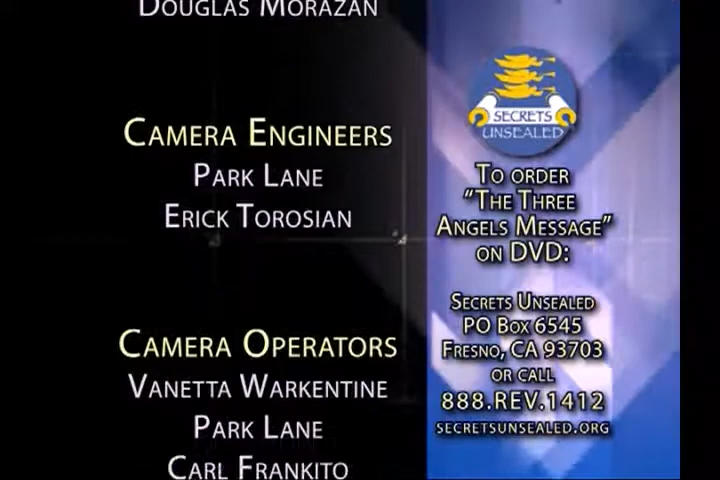 DOUGLAS MORAZAN
CAMERA ENGINEERS
PARK LANE
ERICK TOROSIAN
CAMERA OPERATORS
VANETTA WARKENTINE
PARK LANE
CARL FRANKITO
SECRETS
UNSEALED
TO ORDER
“THE THREE
ANGELS MESSAGE”
ON DVD:
SECRETS UNSEALED
PO BOX 6545
FRESNO, CA 93703
OR CALL
888.REV.1412
SECRETSUNSEALED.ORG